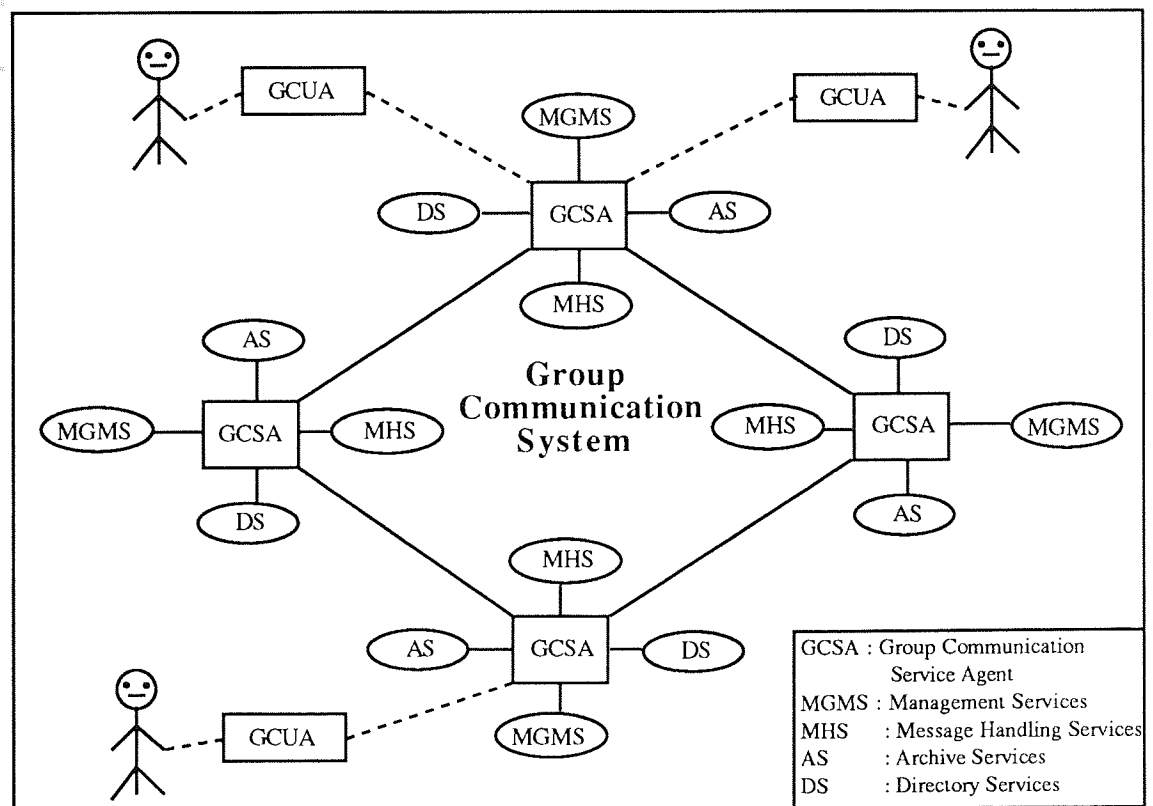 GCUA
GCUA
MGMS
DS
GCSA
AS
MHS
AS
DS
Group
Communication
System
MGMS
GCSA
MHS
MHS
GCSA
MGMS
DS
AS
MHS
AS
GCSA
DS
GCUA
MGMS
GCSA : Group Communication
Service Agent
MGMS : Management Services
MHS : Message Handling Services
AS : Archive Services
DS : Directory Services